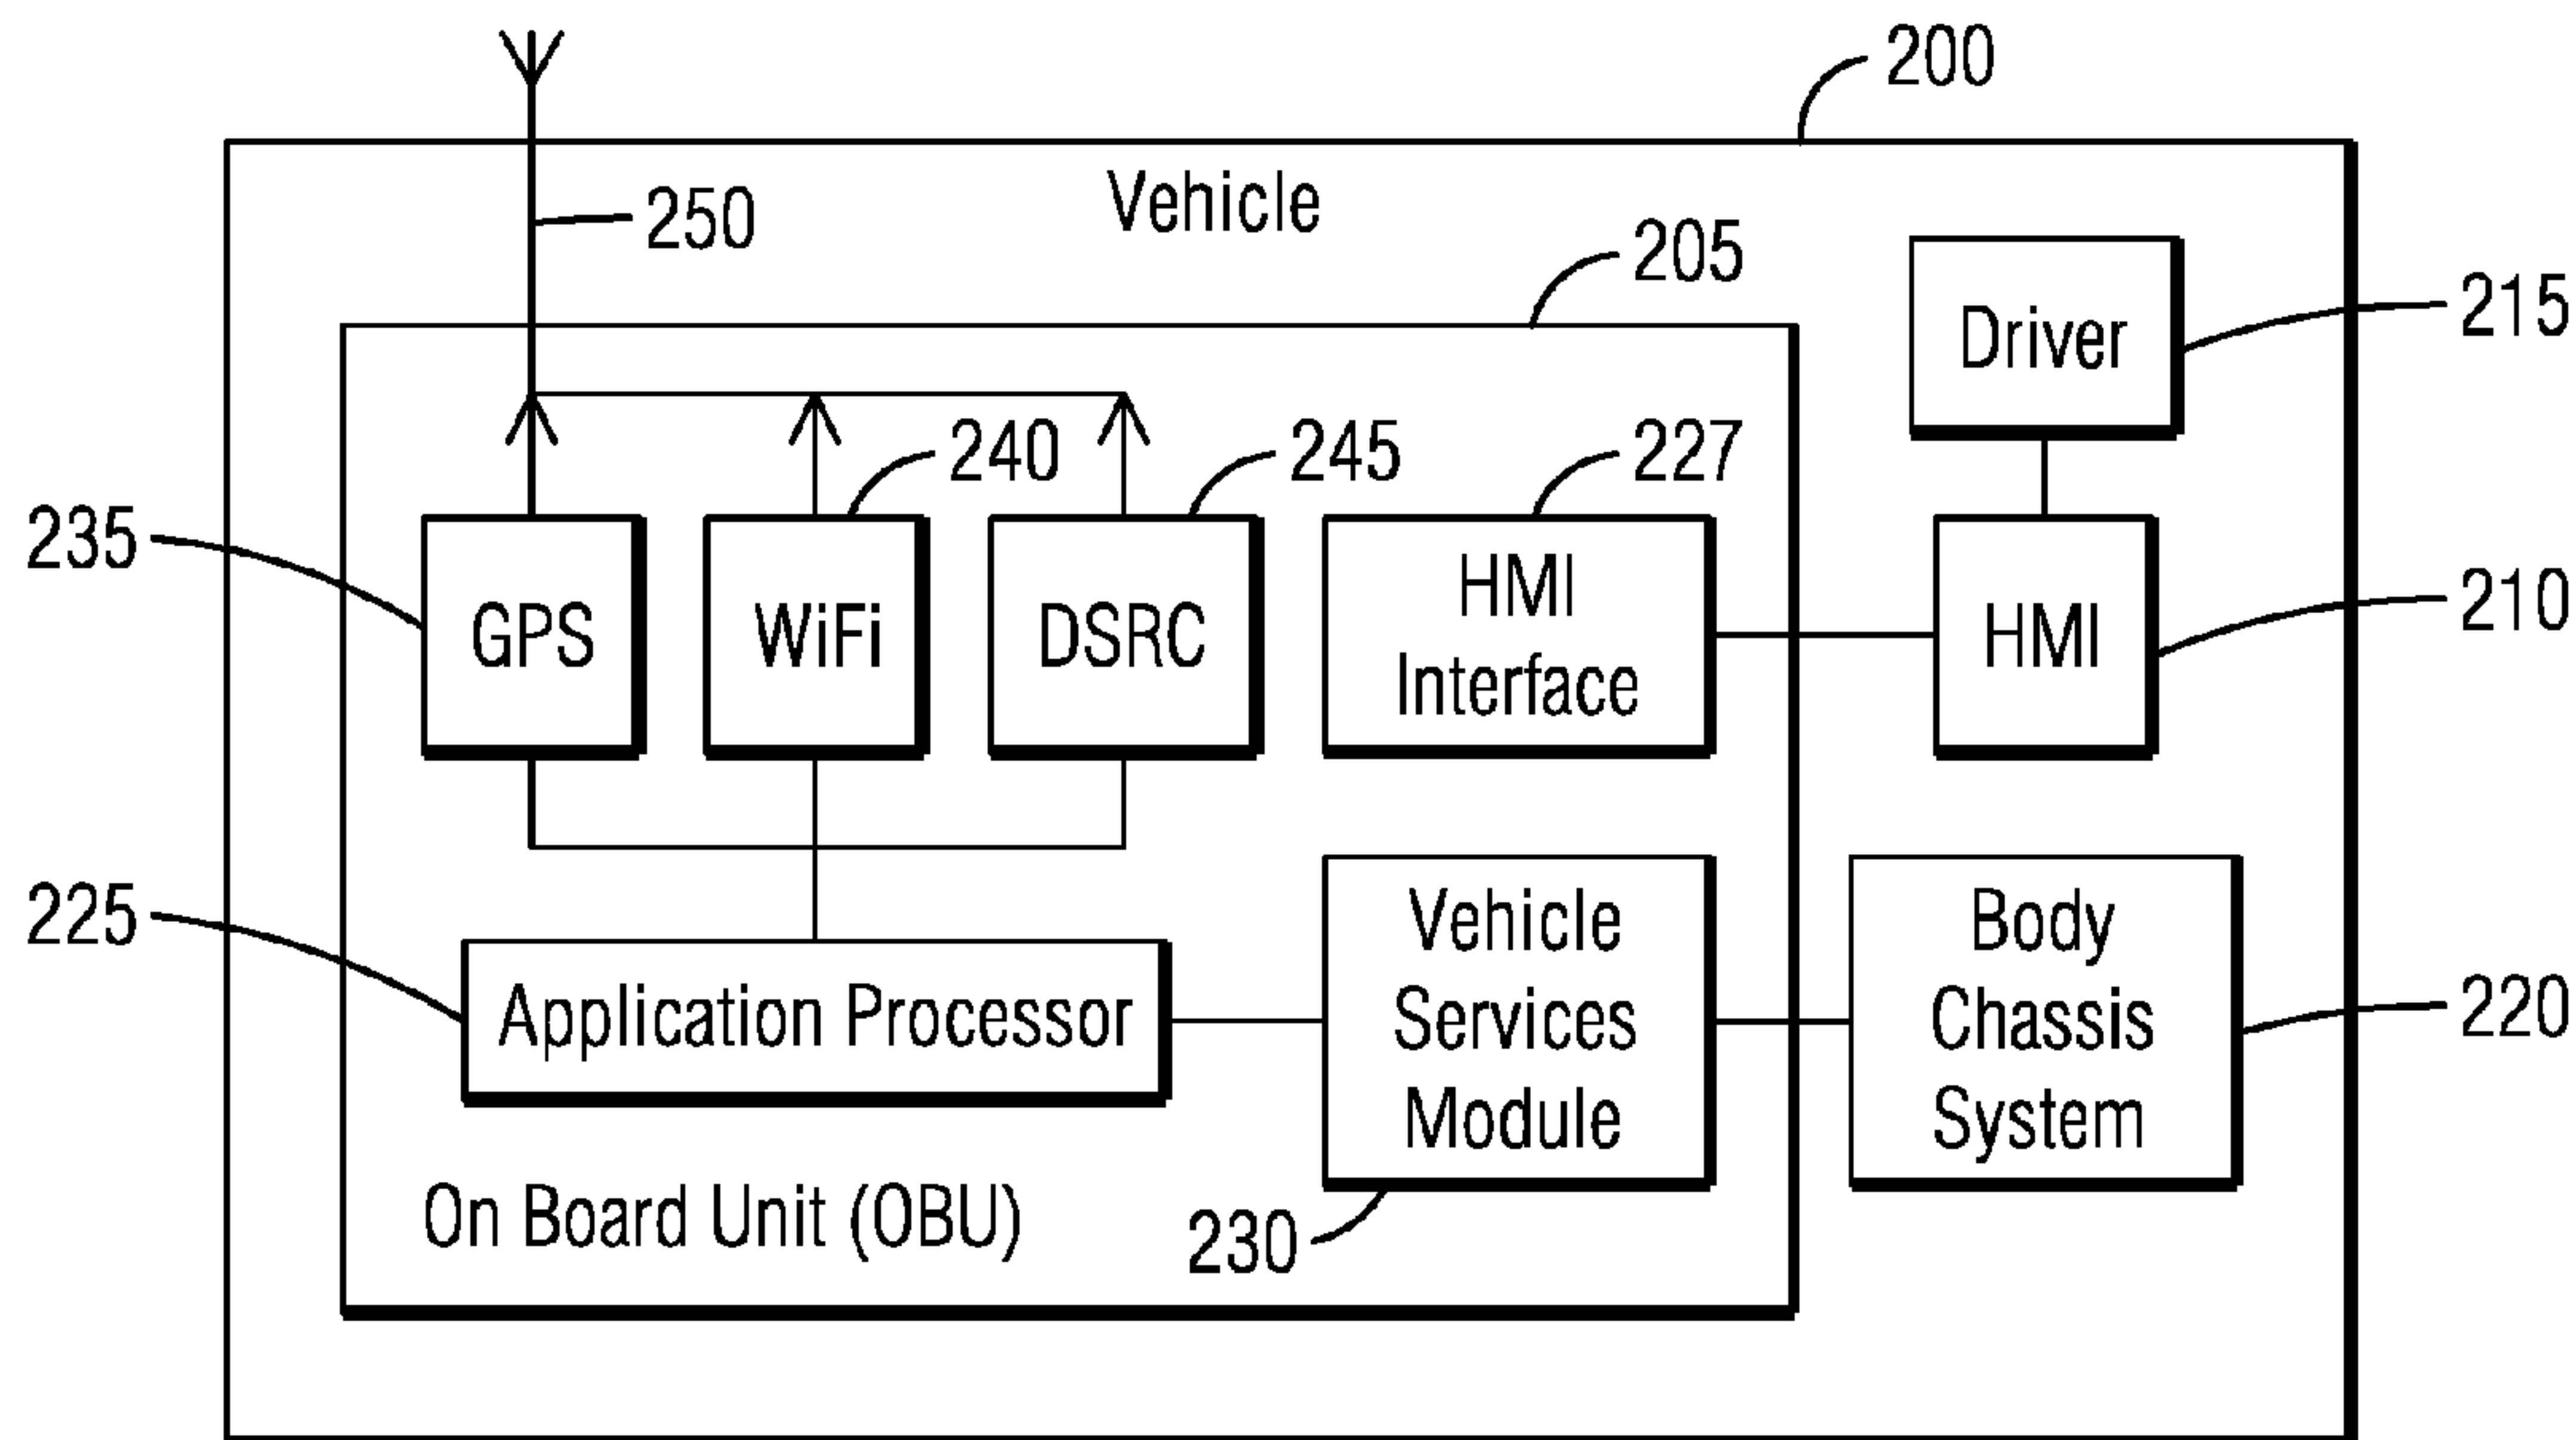 200
Vehicle
250
205
Driver
215
240
245
227
235
GPS
WiFi
DSRC
HMI
Interface
HMI
210
225
Application Processor
Vehicle
Services
Module
Body
Chassis
System
220
On Board Unit (OBU)
230